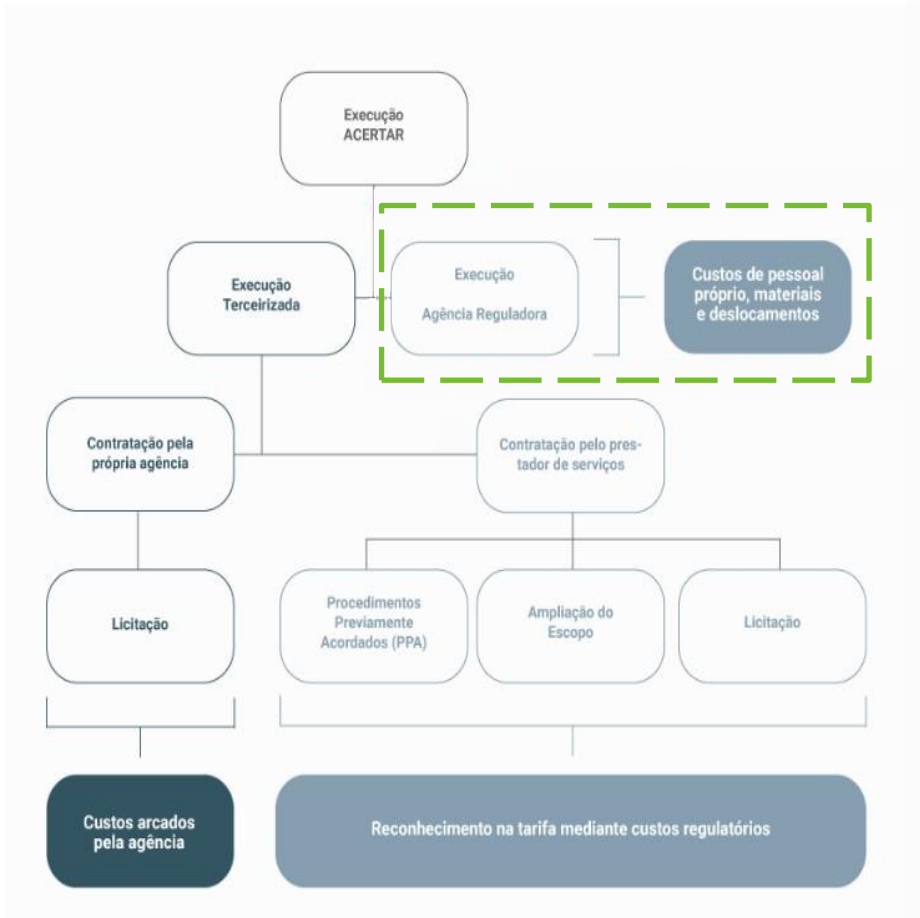 Execução
ACERTAR
Execução
Terceirizada
Execução
Agência Reguladora
Custos de pessoal
próprio, materiais
e deslocamentos
Contratação pela
própria agência
Contratação pelo pres-
tador de serviços
Licitação
Procedimentos
Previamente
Acordados (PPA)
Ampliação do
Escopo
Licitação
Custos arcados
pela agência
Reconhecimento na tarifa mediante custos regulatórios